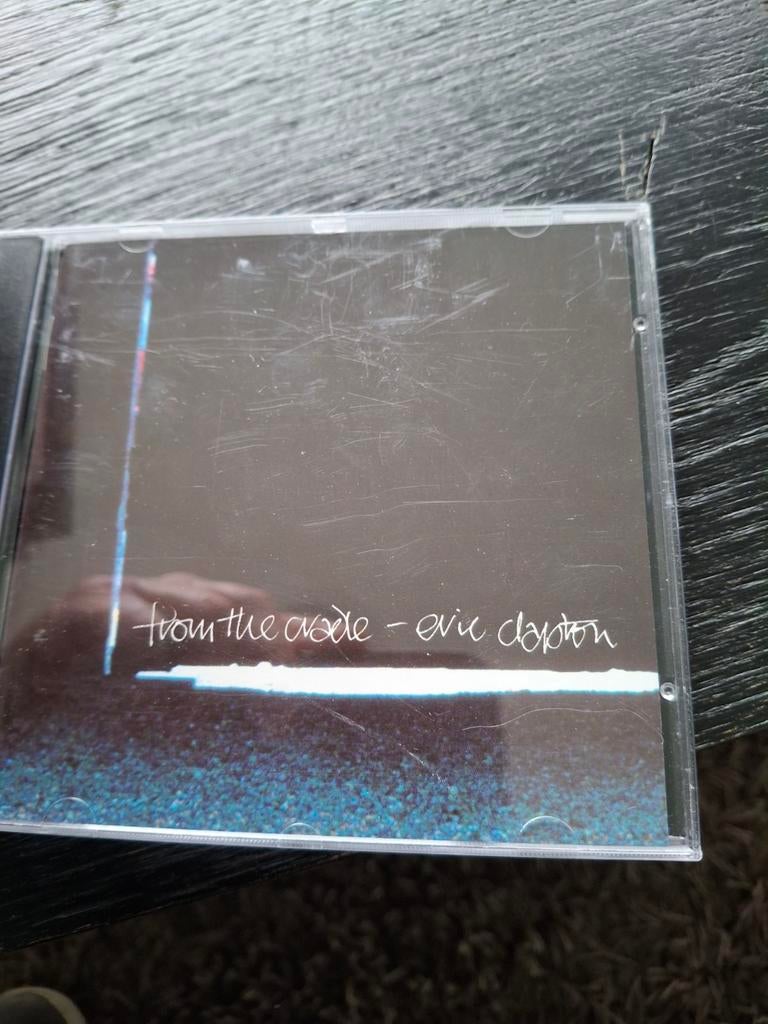 from the cradle - eric clapton